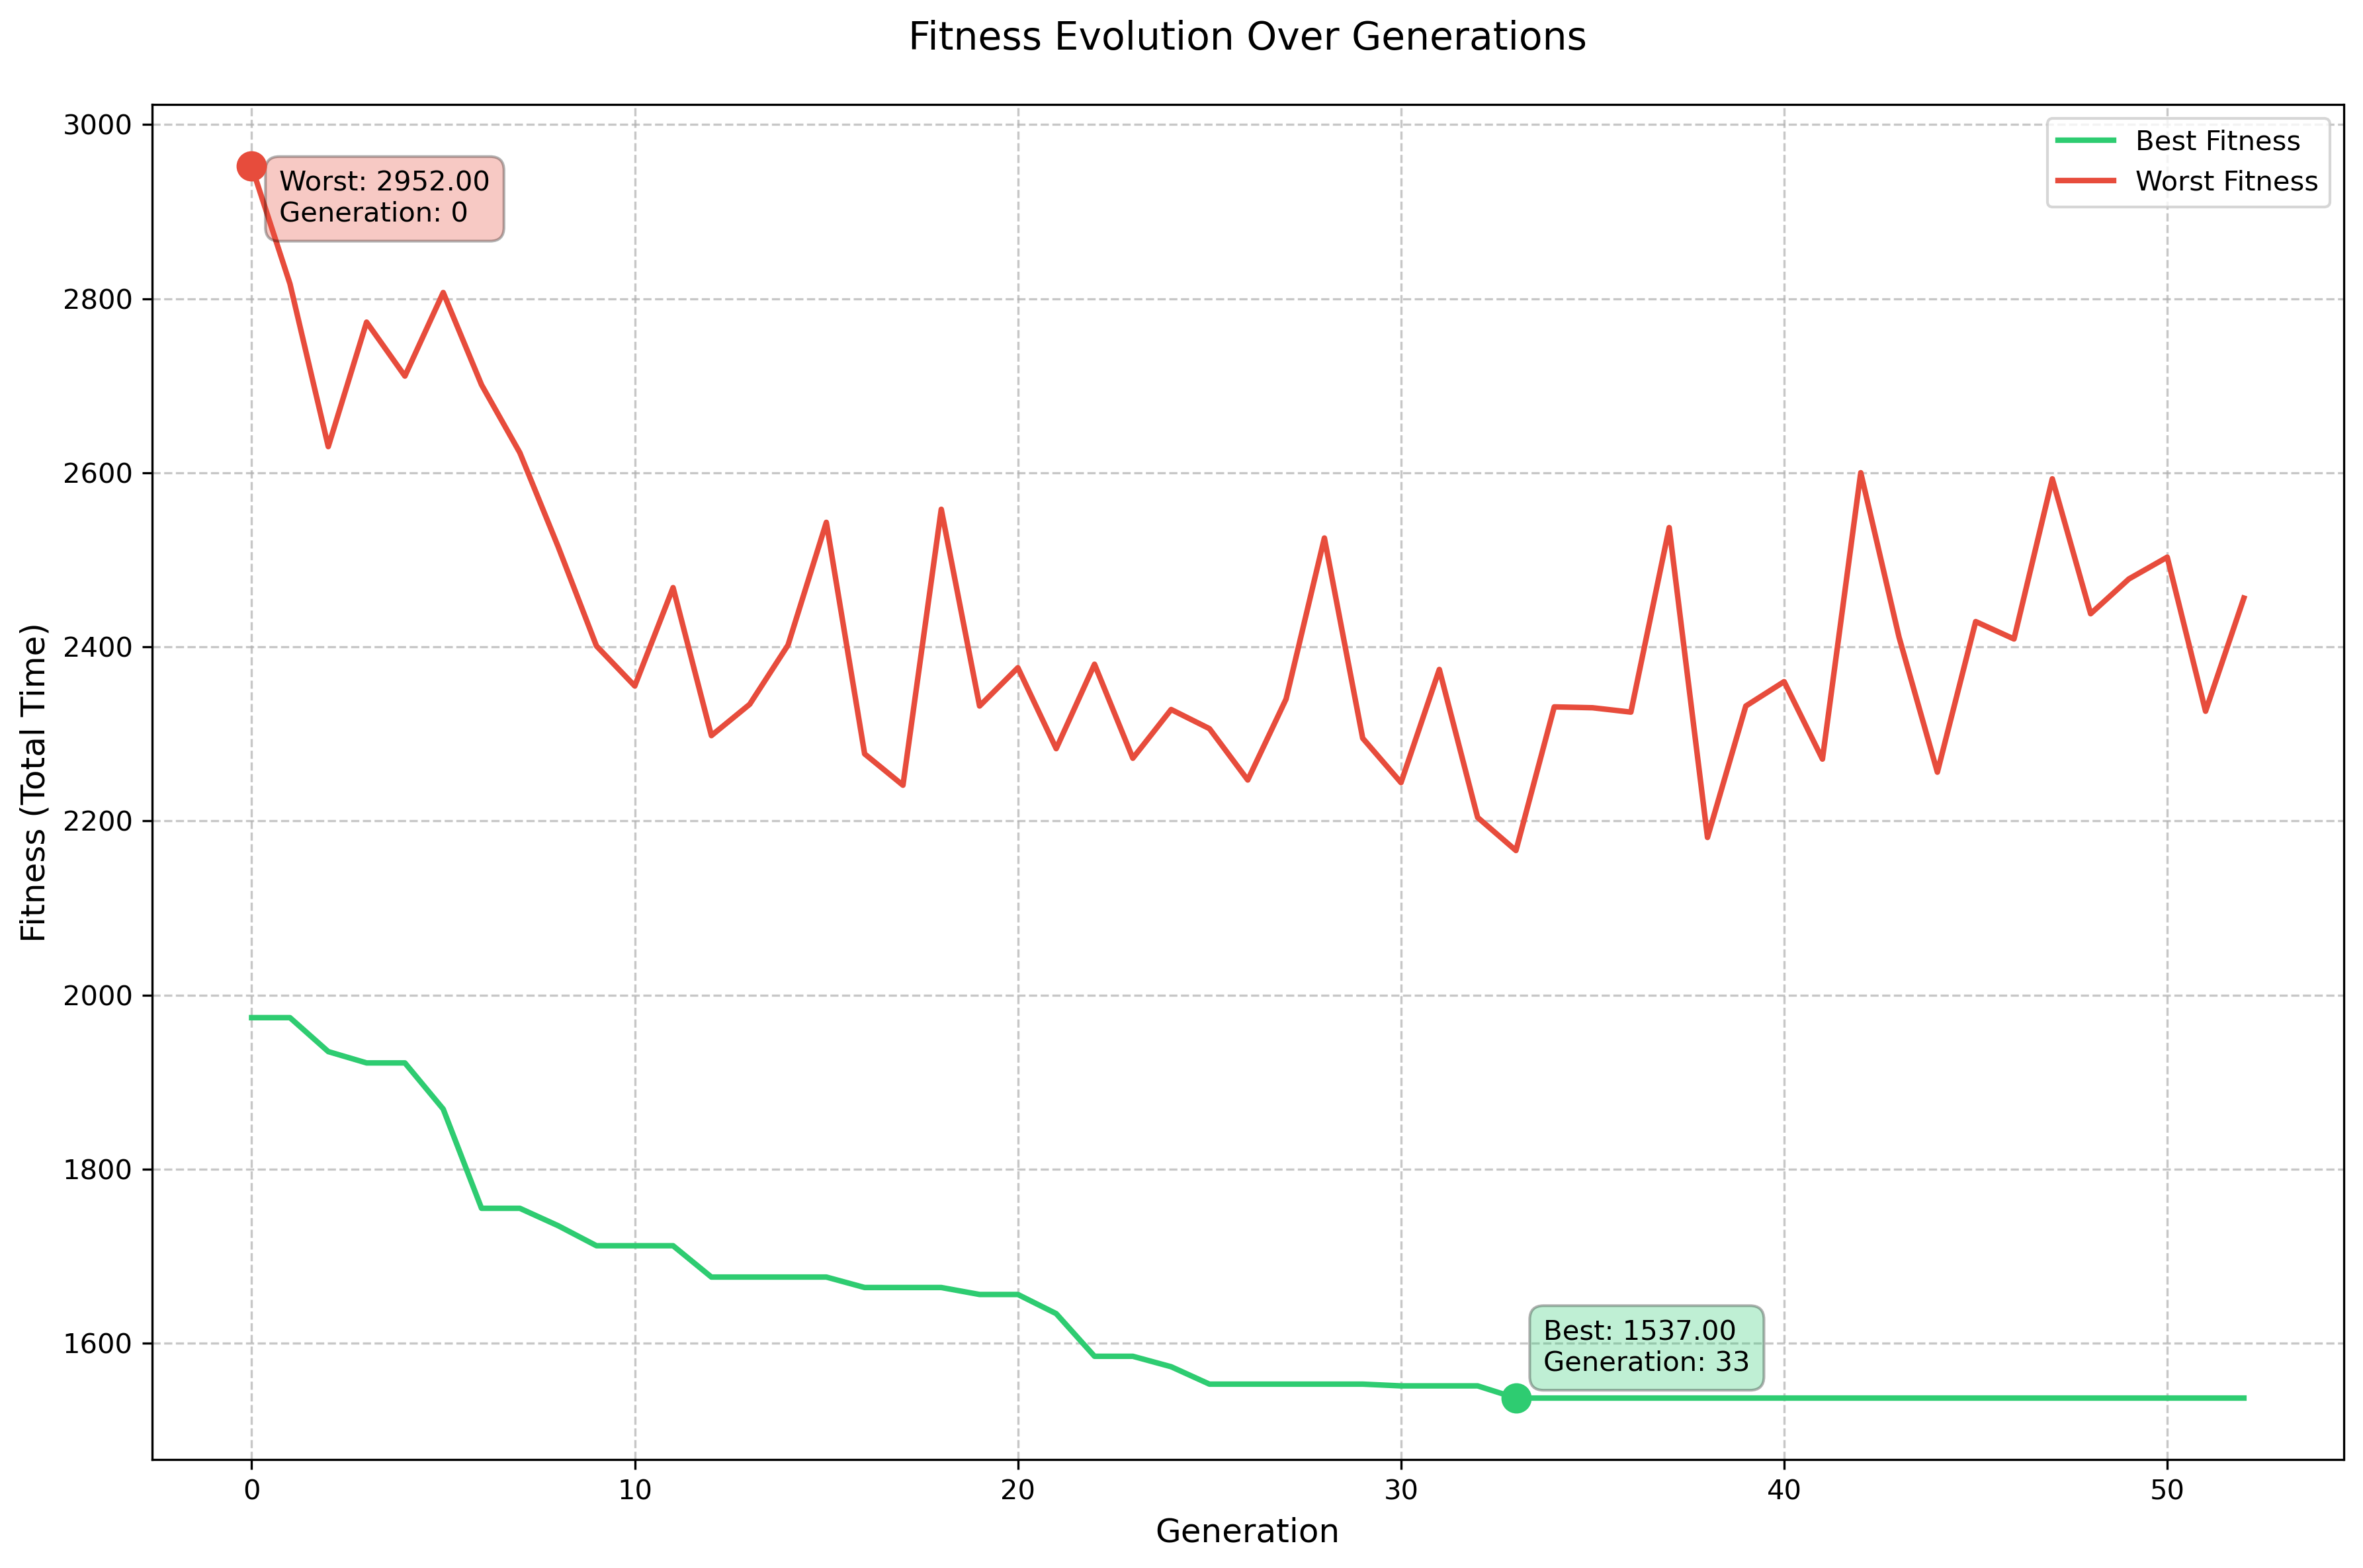 Fitness Evolution Over Generations
Fitness (Total Time)
3000
2800
2600
2400
2200
2000
1800
1600
Worst: 2952.00
Generation: 0
Best Fitness
Worst Fitness
Best: 1537.00
Generation: 33
0
10
20
30
40
50
Generation